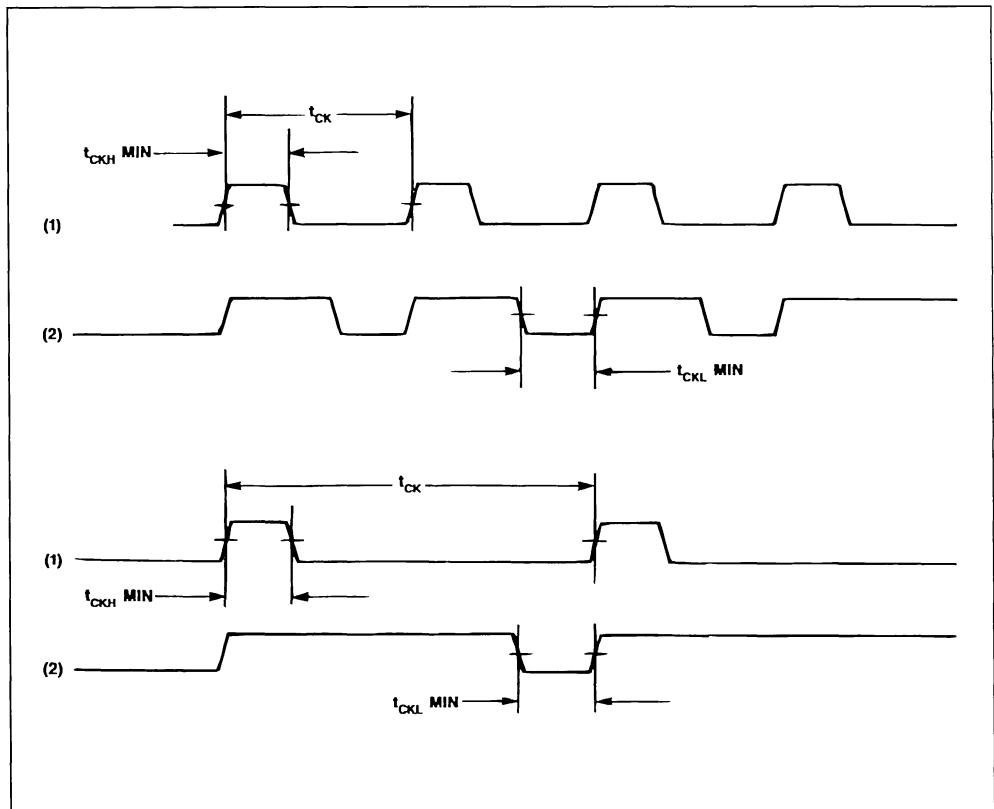 t_CK
t_CKH MIN
(1)
(2)
t_CKL MIN
t_CK
(1)
t_CKH MIN
(2)
t_CKL MIN